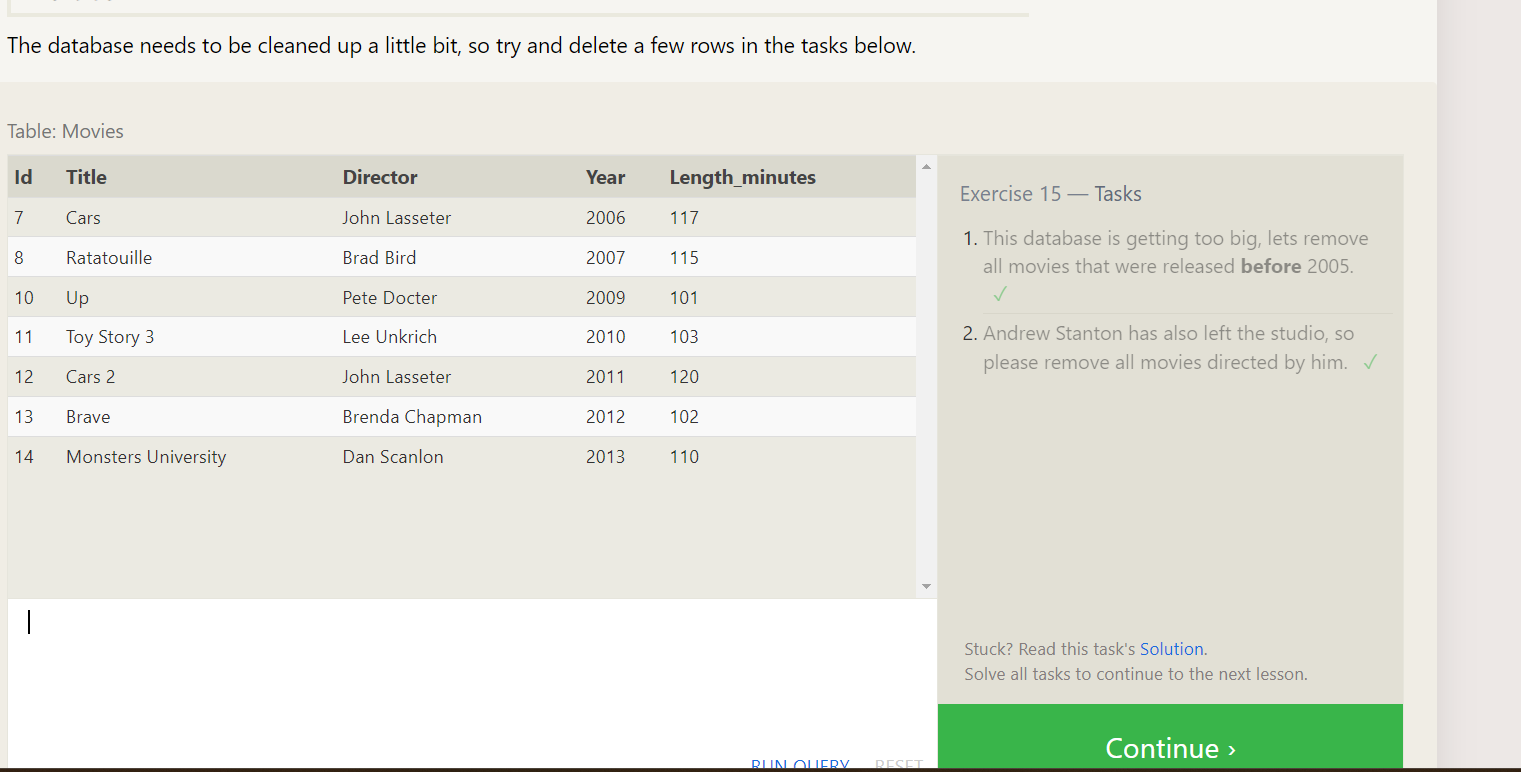 The database needs to be cleaned up a little bit, so try and delete a few rows in the tasks below.
Table: Movies
Id Title Director Year Length_minutes
7 Cars John Lasseter 2006 117
8 Ratatouille Brad Bird 2007 115
10 Up Pete Docter 2009 101
11 Toy Story 3 Lee Unkrich 2010 103
12 Cars 2 John Lasseter 2011 120
13 Brave Brenda Chapman 2012 102
14 Monsters University Dan Scanlon 2013 110
RUN QUERY RESET
Exercise 15 — Tasks
1. This database is getting too big, lets remove
all movies that were released before 2005.
✓
2. Andrew Stanton has also left the studio, so
please remove all movies directed by him. ✓
Stuck? Read this task's Solution.
Solve all tasks to continue to the next lesson.
Continue ›